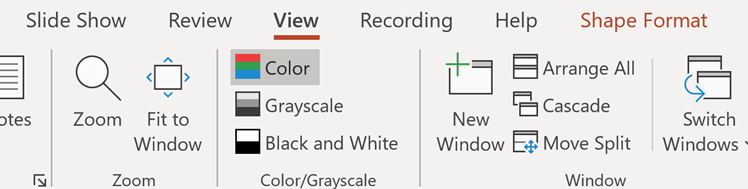 Slide Show Review View Recording Help Shape Format
otes
Zoom
Fit to
Window
Zoom
Color
Grayscale
Black and White
Color/Grayscale
New
Window
Arrange All
Cascade
Move Split
Switch
Windows
Window